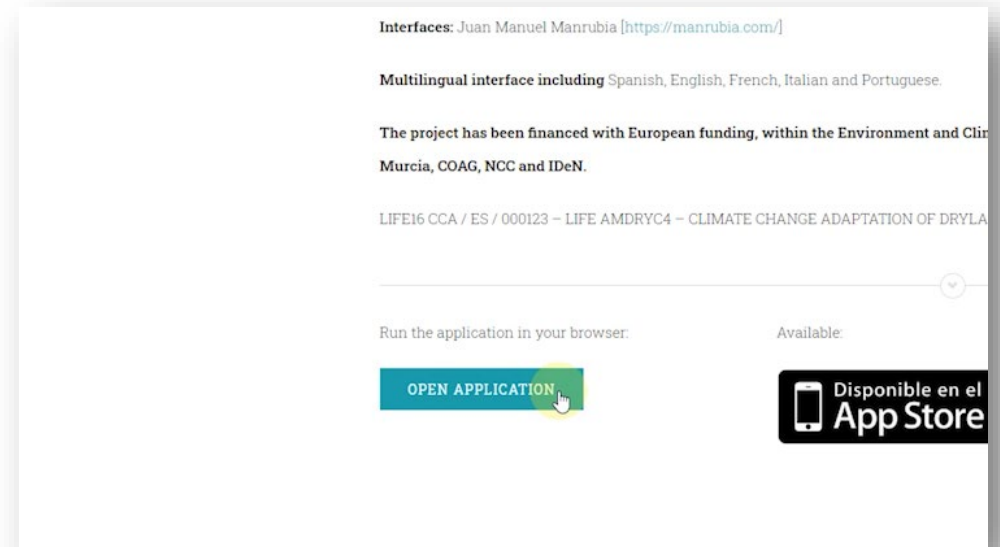 Interfaces: Juan Manuel Manrubia [https://manrubia.com/]
Multilingual interface including Spanish, English, French, Italian and Portuguese.
The project has been financed with European funding, within the Environment and
Murcia, COAG, NCC and IDeN.
LIFE16 CCA / ES / 000123 – LIFE AMDRYC4 – CLIMATE CHANGE ADAPTATION OF
Run the application in your browser:
Available:
OPEN APPLICATION
Disponible en el
App Store